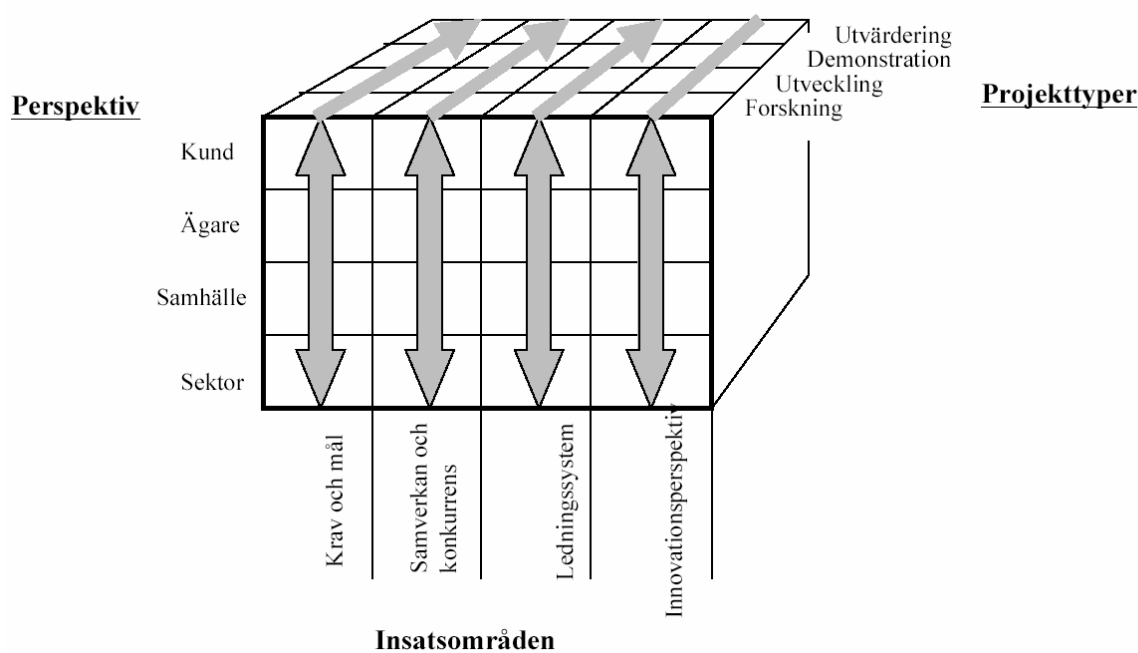 Utvärdering
Demonstration
Utveckling
Forskning
Perspektiv
Projekttyper
Kund
Ägare
Samhälle
Sektor
Krav och mål
Samverkan och
konkurrens
Ledningssystem
Innovationsperspektiv
Insatsområden